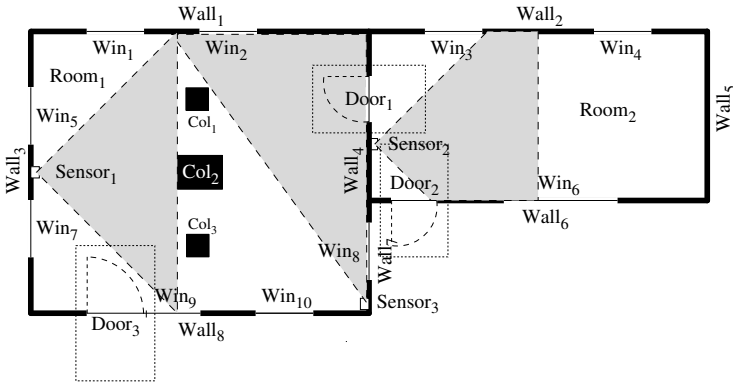 Wall₁
Wall₂
Win₁
Win₂
Win₃
Win₄
Room₁
Door₁
Room₂
Wall₅
Win₅
Col₁
Wall₃
Sensor₁
Col₂
Wall₄
Sensor₂
Door₂
Win₆
Wall₆
Win₇
Col₃
Win₈
Wall₇
Win₉
Win₁₀
Sensor₃
Door₃
Wall₈